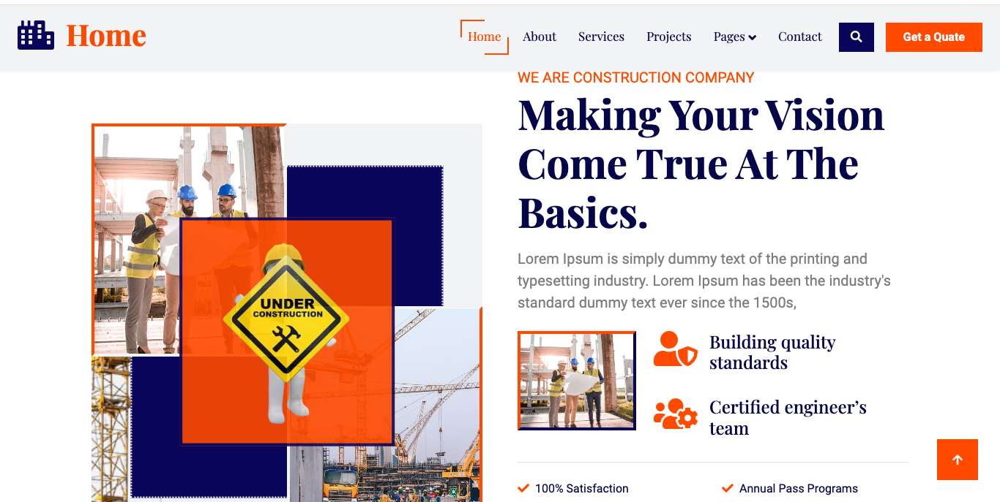 Home
Home About Services Projects Pages Contact Get a Quate
WE ARE CONSTRUCTION COMPANY
Making Your Vision
Come True At The
Basics.
Lorem Ipsum is simply dummy text of the printing and
typesetting industry. Lorem Ipsum has been the industry's
standard dummy text ever since the 1500s,
UNDER
CONSTRUCTION
Building quality
standards
Certified engineer’s
team
100% Satisfaction
Annual Pass Programs